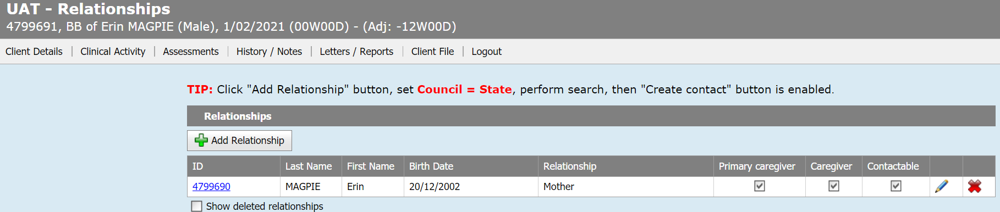 UAT - Relationships
4799691, BB of Erin MAGPIE (Male), 1/02/2021 (00W00D) - (Adj: -12W00D)
Client Details | Clinical Activity | Assessments | History / Notes | Letters / Reports | Client File | Logout
TIP: Click "Add Relationship" button, set Council = State, perform search, then "Create contact" button is enabled.
Relationships
Add Relationship
ID Last Name First Name Birth Date Relationship Primary caregiver Caregiver Contactable
4799690 MAGPIE Erin 20/12/2002 Mother
Show deleted relationships